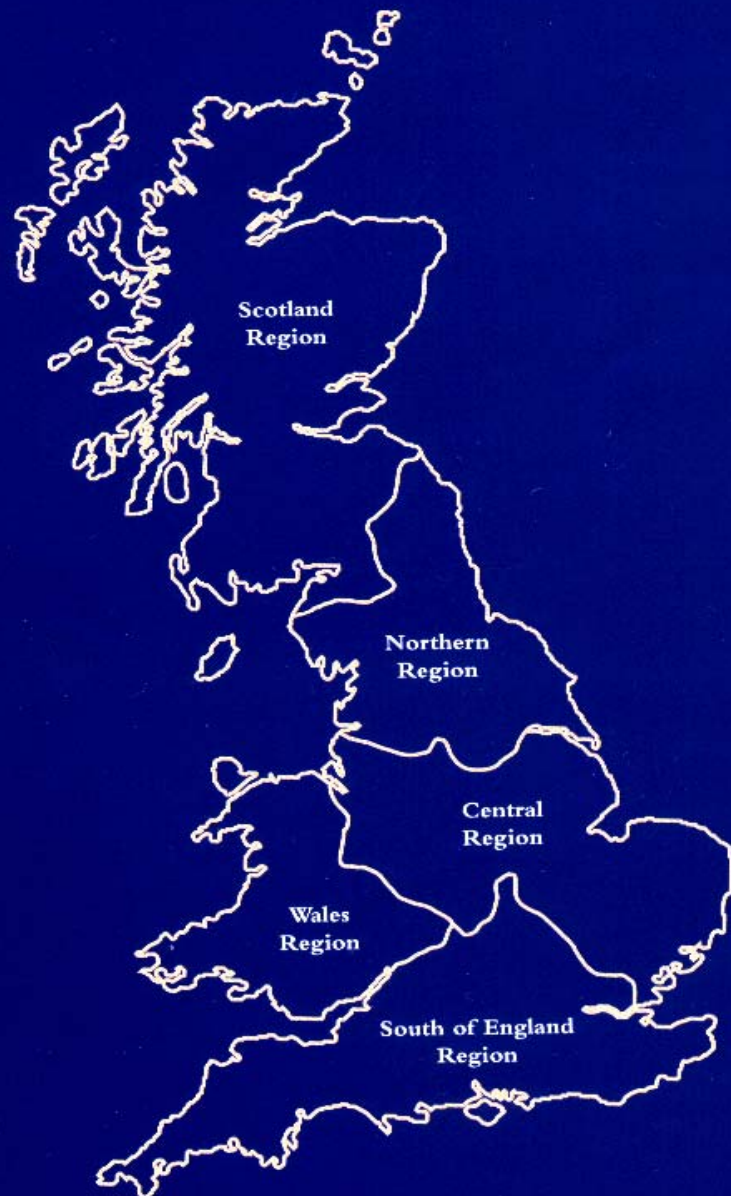 Scotland
Region
Northern
Region
Central
Region
Wales
Region
South of England
Region